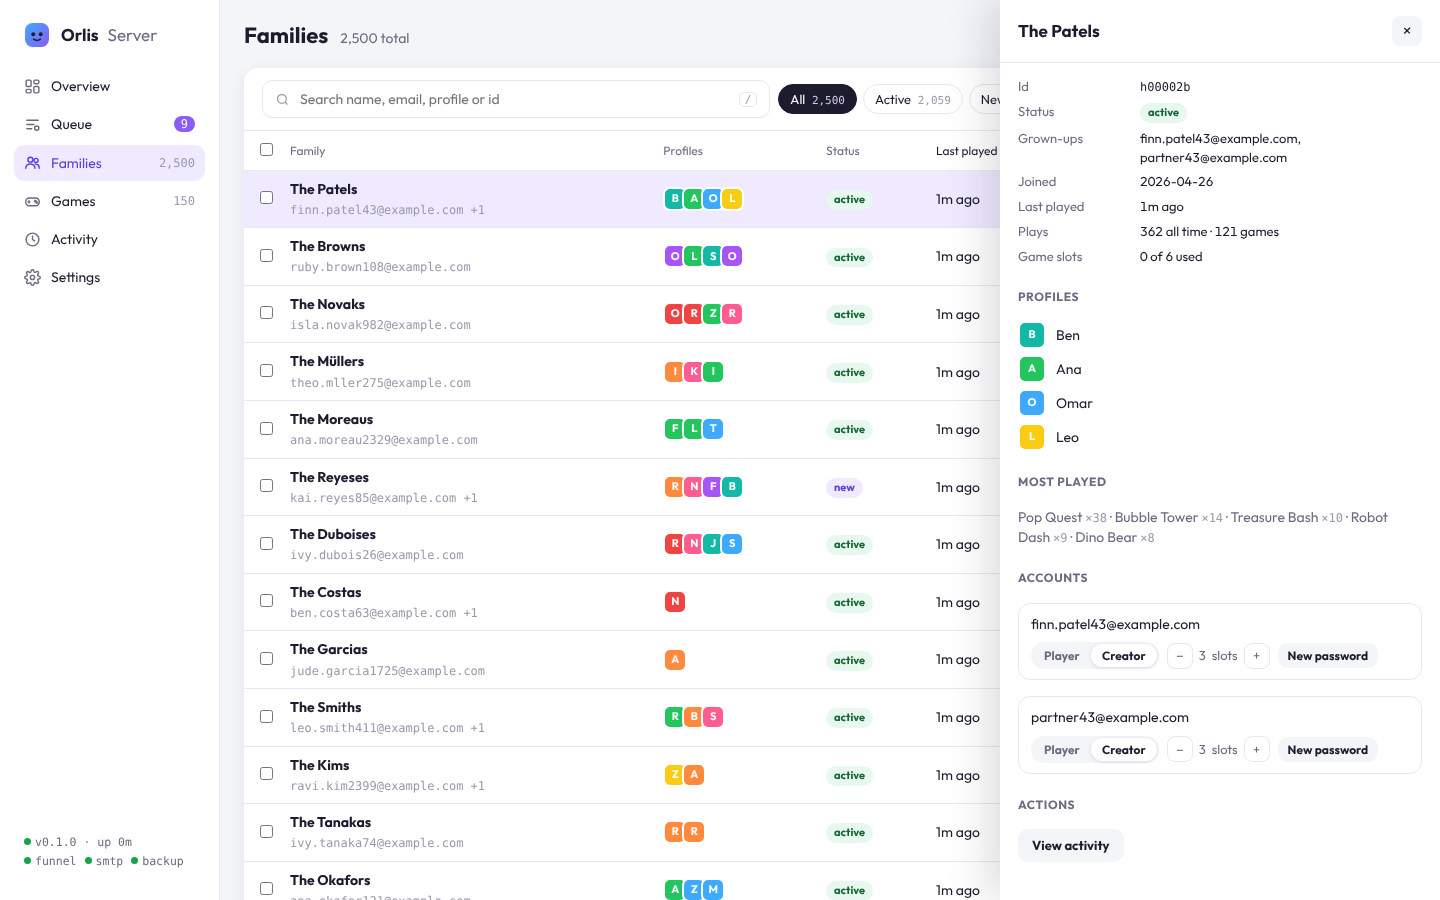 Orlis Server
Overview
Queue 9
Families 2,500
Games 150
Activity
Settings
v0.1.0 · up 0m
funnel smtp backup
Families 2,500 total
Search name, email, profile or id /
All 2,500
Active 2,059
New
Family Profiles Status Last played
The Patels
finn.patel43@example.com +1
B A O L
active
1m ago
The Browns
ruby.brown108@example.com
O L S O
active
1m ago
The Novaks
isla.novak982@example.com
O R Z R
active
1m ago
The Müllers
theo.mller275@example.com
I K I
active
1m ago
The Moreaus
ana.moreau2329@example.com
F L T
active
1m ago
The Reyeses
kai.reyes85@example.com +1
R N F B
new
1m ago
The Duboises
ivy.dubois26@example.com
R N J S
active
1m ago
The Costas
ben.costa63@example.com +1
N
active
1m ago
The Garcias
jude.garcia1725@example.com
A
active
1m ago
The Smiths
leo.smith411@example.com +1
R B S
active
1m ago
The Kims
ravi.kim2399@example.com +1
Z A
active
1m ago
The Tanakas
ivy.tanaka74@example.com
R R
active
1m ago
The Okafors
A Z M
active
1m ago
The Patels ×
Id h00002b
Status active
Grown-ups finn.patel43@example.com,
partner43@example.com
Joined 2026-04-26
Last played 1m ago
Plays 362 all time · 121 games
Game slots 0 of 6 used
PROFILES
B Ben
A Ana
O Omar
L Leo
MOST PLAYED
Pop Quest ×38 · Bubble Tower ×14 · Treasure Bash ×10 · Robot
Dash ×9 · Dino Bear ×8
ACCOUNTS
finn.patel43@example.com
Player Creator − 3 slots + New password
partner43@example.com
Player Creator − 3 slots + New password
ACTIONS
View activity